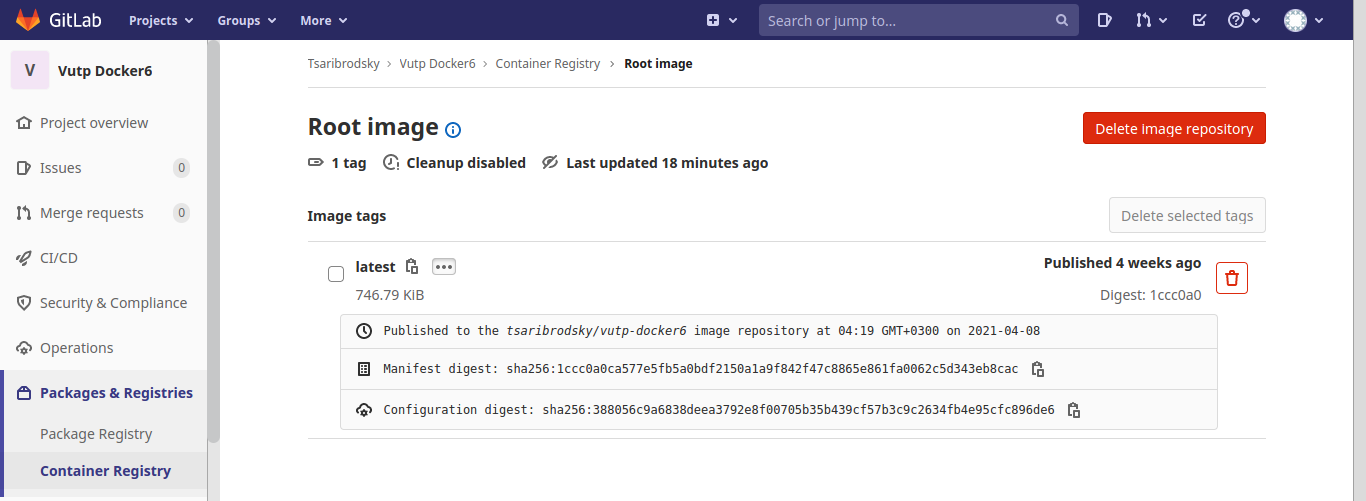 GitLab Projects Groups More Search or jump to...
V Vutp Docker6
Project overview
Issues 0
Merge requests 0
CI/CD
Security & Compliance
Operations
Packages & Registries
Package Registry
Container Registry
Tsaribrodsky › Vutp Docker6 › Container Registry › Root image
Root image
Delete image repository
1 tag Cleanup disabled Last updated 18 minutes ago
Image tags Delete selected tags
latest Published 4 weeks ago
746.79 KiB Digest: 1ccc0a0
Published to the tsaribrodsky/vutp-docker6 image repository at 04:19 GMT+0300 on 2021-04-08
Manifest digest: sha256:1ccc0a0ca577e5fb5a0bdf2150a1a9f842f47c8865e861fa0062c5d343eb8cac
Configuration digest: sha256:388056c9a6838deea3792e8f00705b35b439cf57b3c9c2634fb4e95cfc896de6